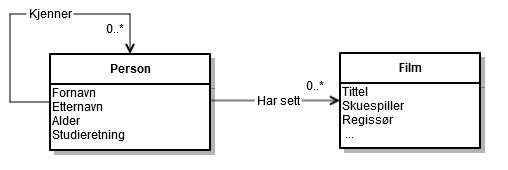 Kjenner
0..*
Person
Fornavn
Etternavn
Alder
Studieretning
Har sett
0..*
Film
Tittel
Skuespiller
Regissør
...